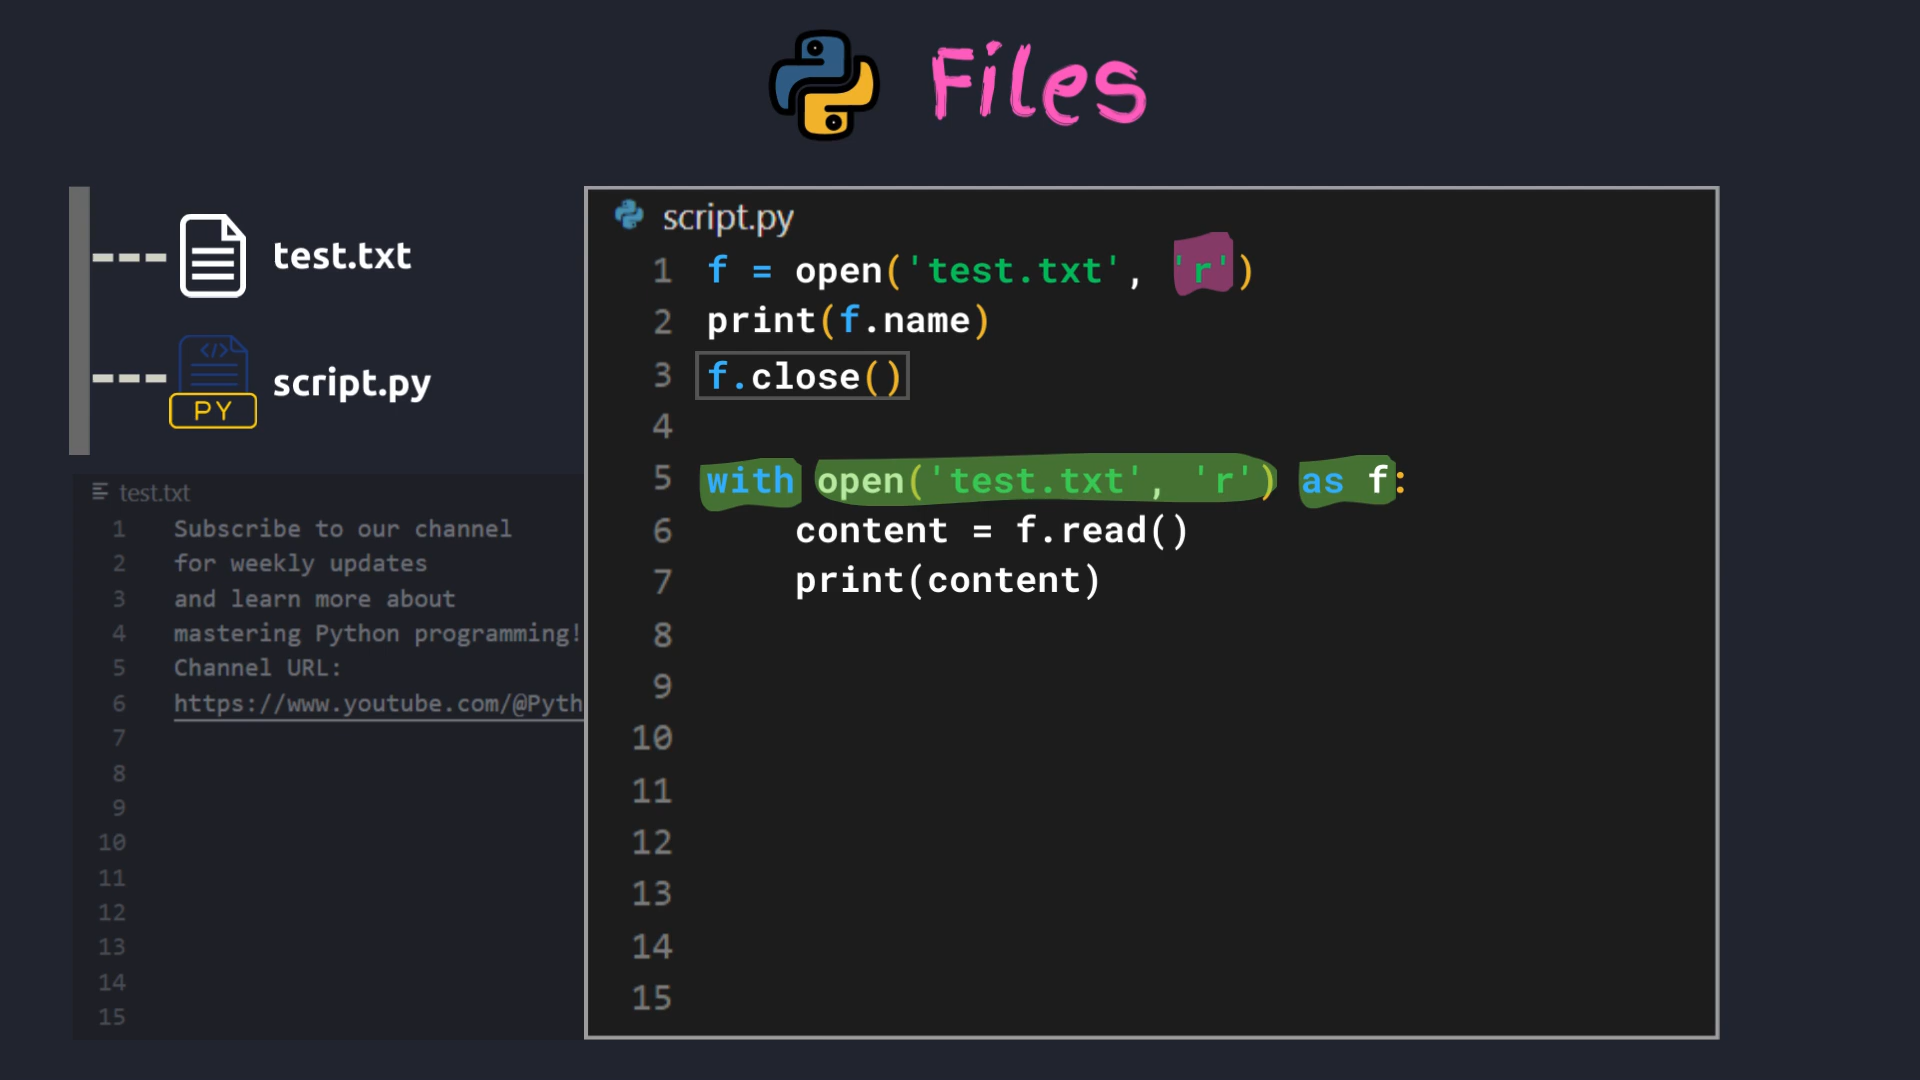 Files
test.txt
script.py
PY
</>
test.txt
1 Subscribe to our channel
2 for weekly updates
3 and learn more about
4 mastering Python programming!
5 Channel URL:
6 https://www.youtube.com/@Pyth
7
8
9
10
11
12
13
14
15
script.py
1 f = open('test.txt', 'r')
2 print(f.name)
3 f.close()
4
5 with open('test.txt', 'r') as f:
6     content = f.read()
7     print(content)
8
9
10
11
12
13
14
15